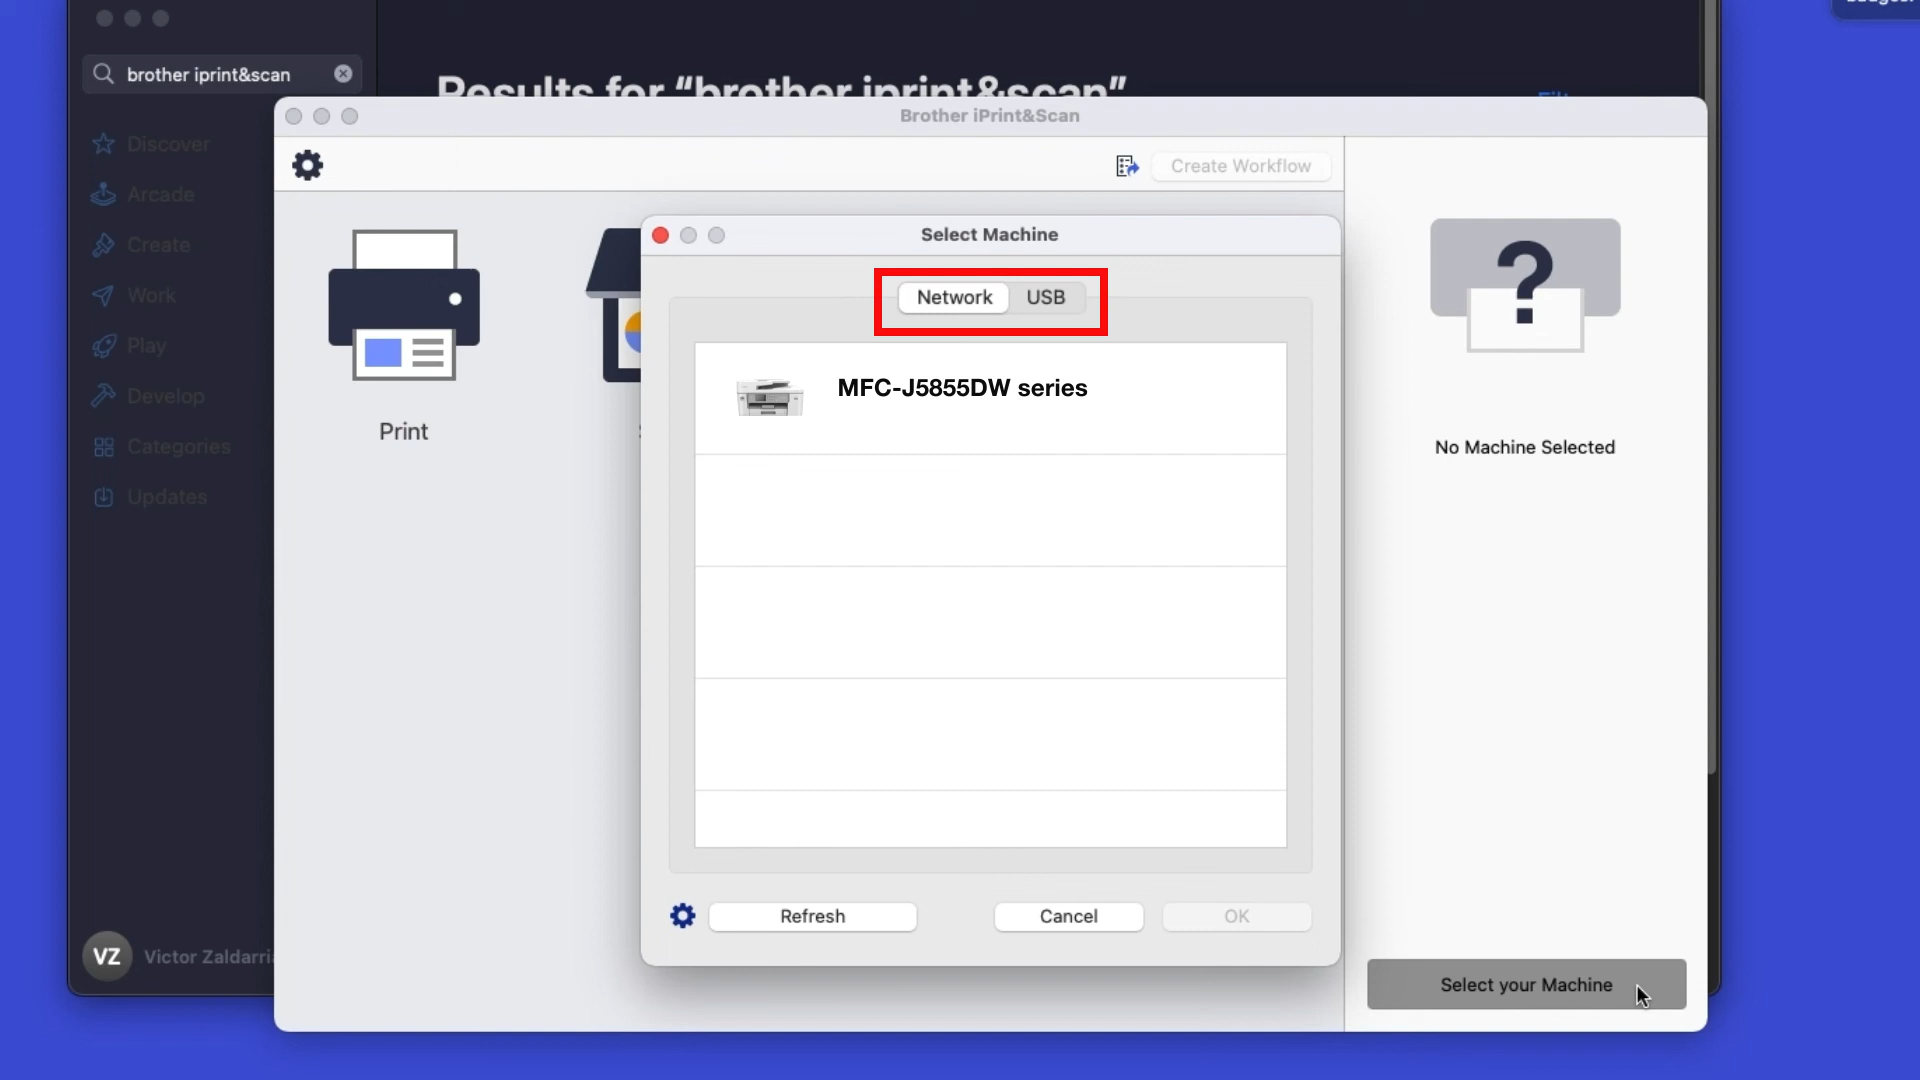 brother iprint&scan
Results for “brother iprint&scan”
Brother iPrint&Scan
Discover
Arcade
Create
Work
Play
Develop
Categories
Updates
VZ
Create Workflow
Print
Select Machine
Network USB
MFC-J5855DW series
Refresh
Cancel
OK
No Machine Selected
Select your Machine
Victor